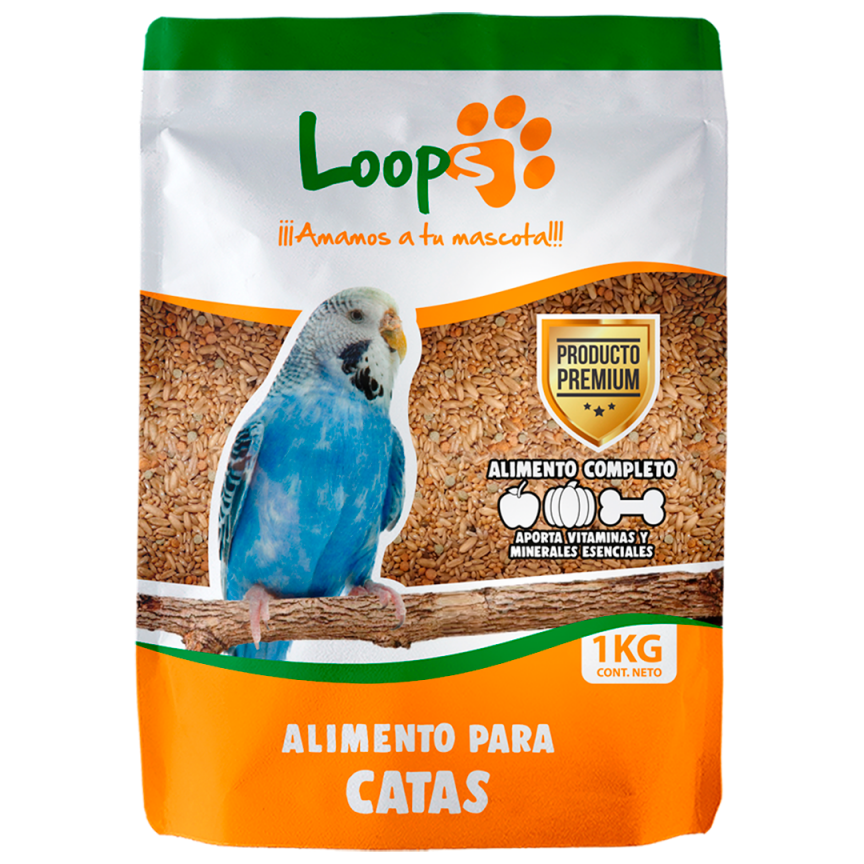 Loops
¡¡¡Amamos a tu mascota!!!
PRODUCTO
PREMIUM
ALIMENTO COMPLETO
APORTA VITAMINAS Y
MINERALES ESENCIALES
1KG
CONT. NETO
ALIMENTO PARA
CATAS